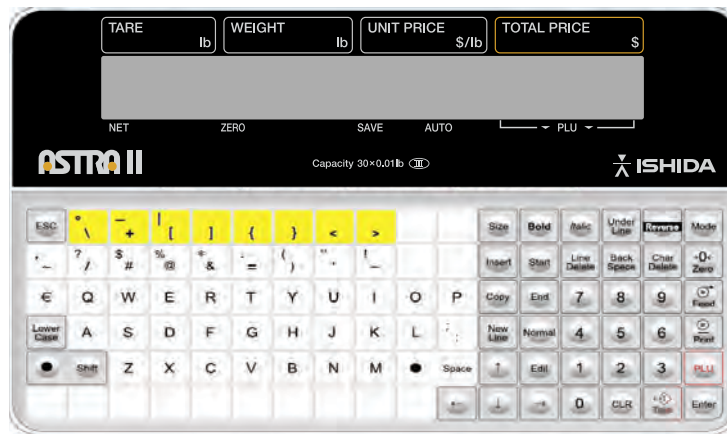 TARE lb WEIGHT lb UNIT PRICE $/lb TOTAL PRICE $
NET ZERO SAVE AUTO PLU
ASTRA II Capacity 30×0.01lb III ISHIDA
ESC ° \ — + | [ ] { } < > Size Bold Italic Under Line Reverse Mode
? / $ # % @ & = ( ) " ! Insert Start Line Delete Back Space Char Delete 0 Zero
€ Q W E R T Y U I O P Copy End 7 8 9 Feed
Lower Case A S D F G H J K L ; : New Line Normal 4 5 6 Print
● Shift Z X C V B N M ● Space ↑ Edit 1 2 3 PLU
← ↓ → 0 CLR Tare Enter